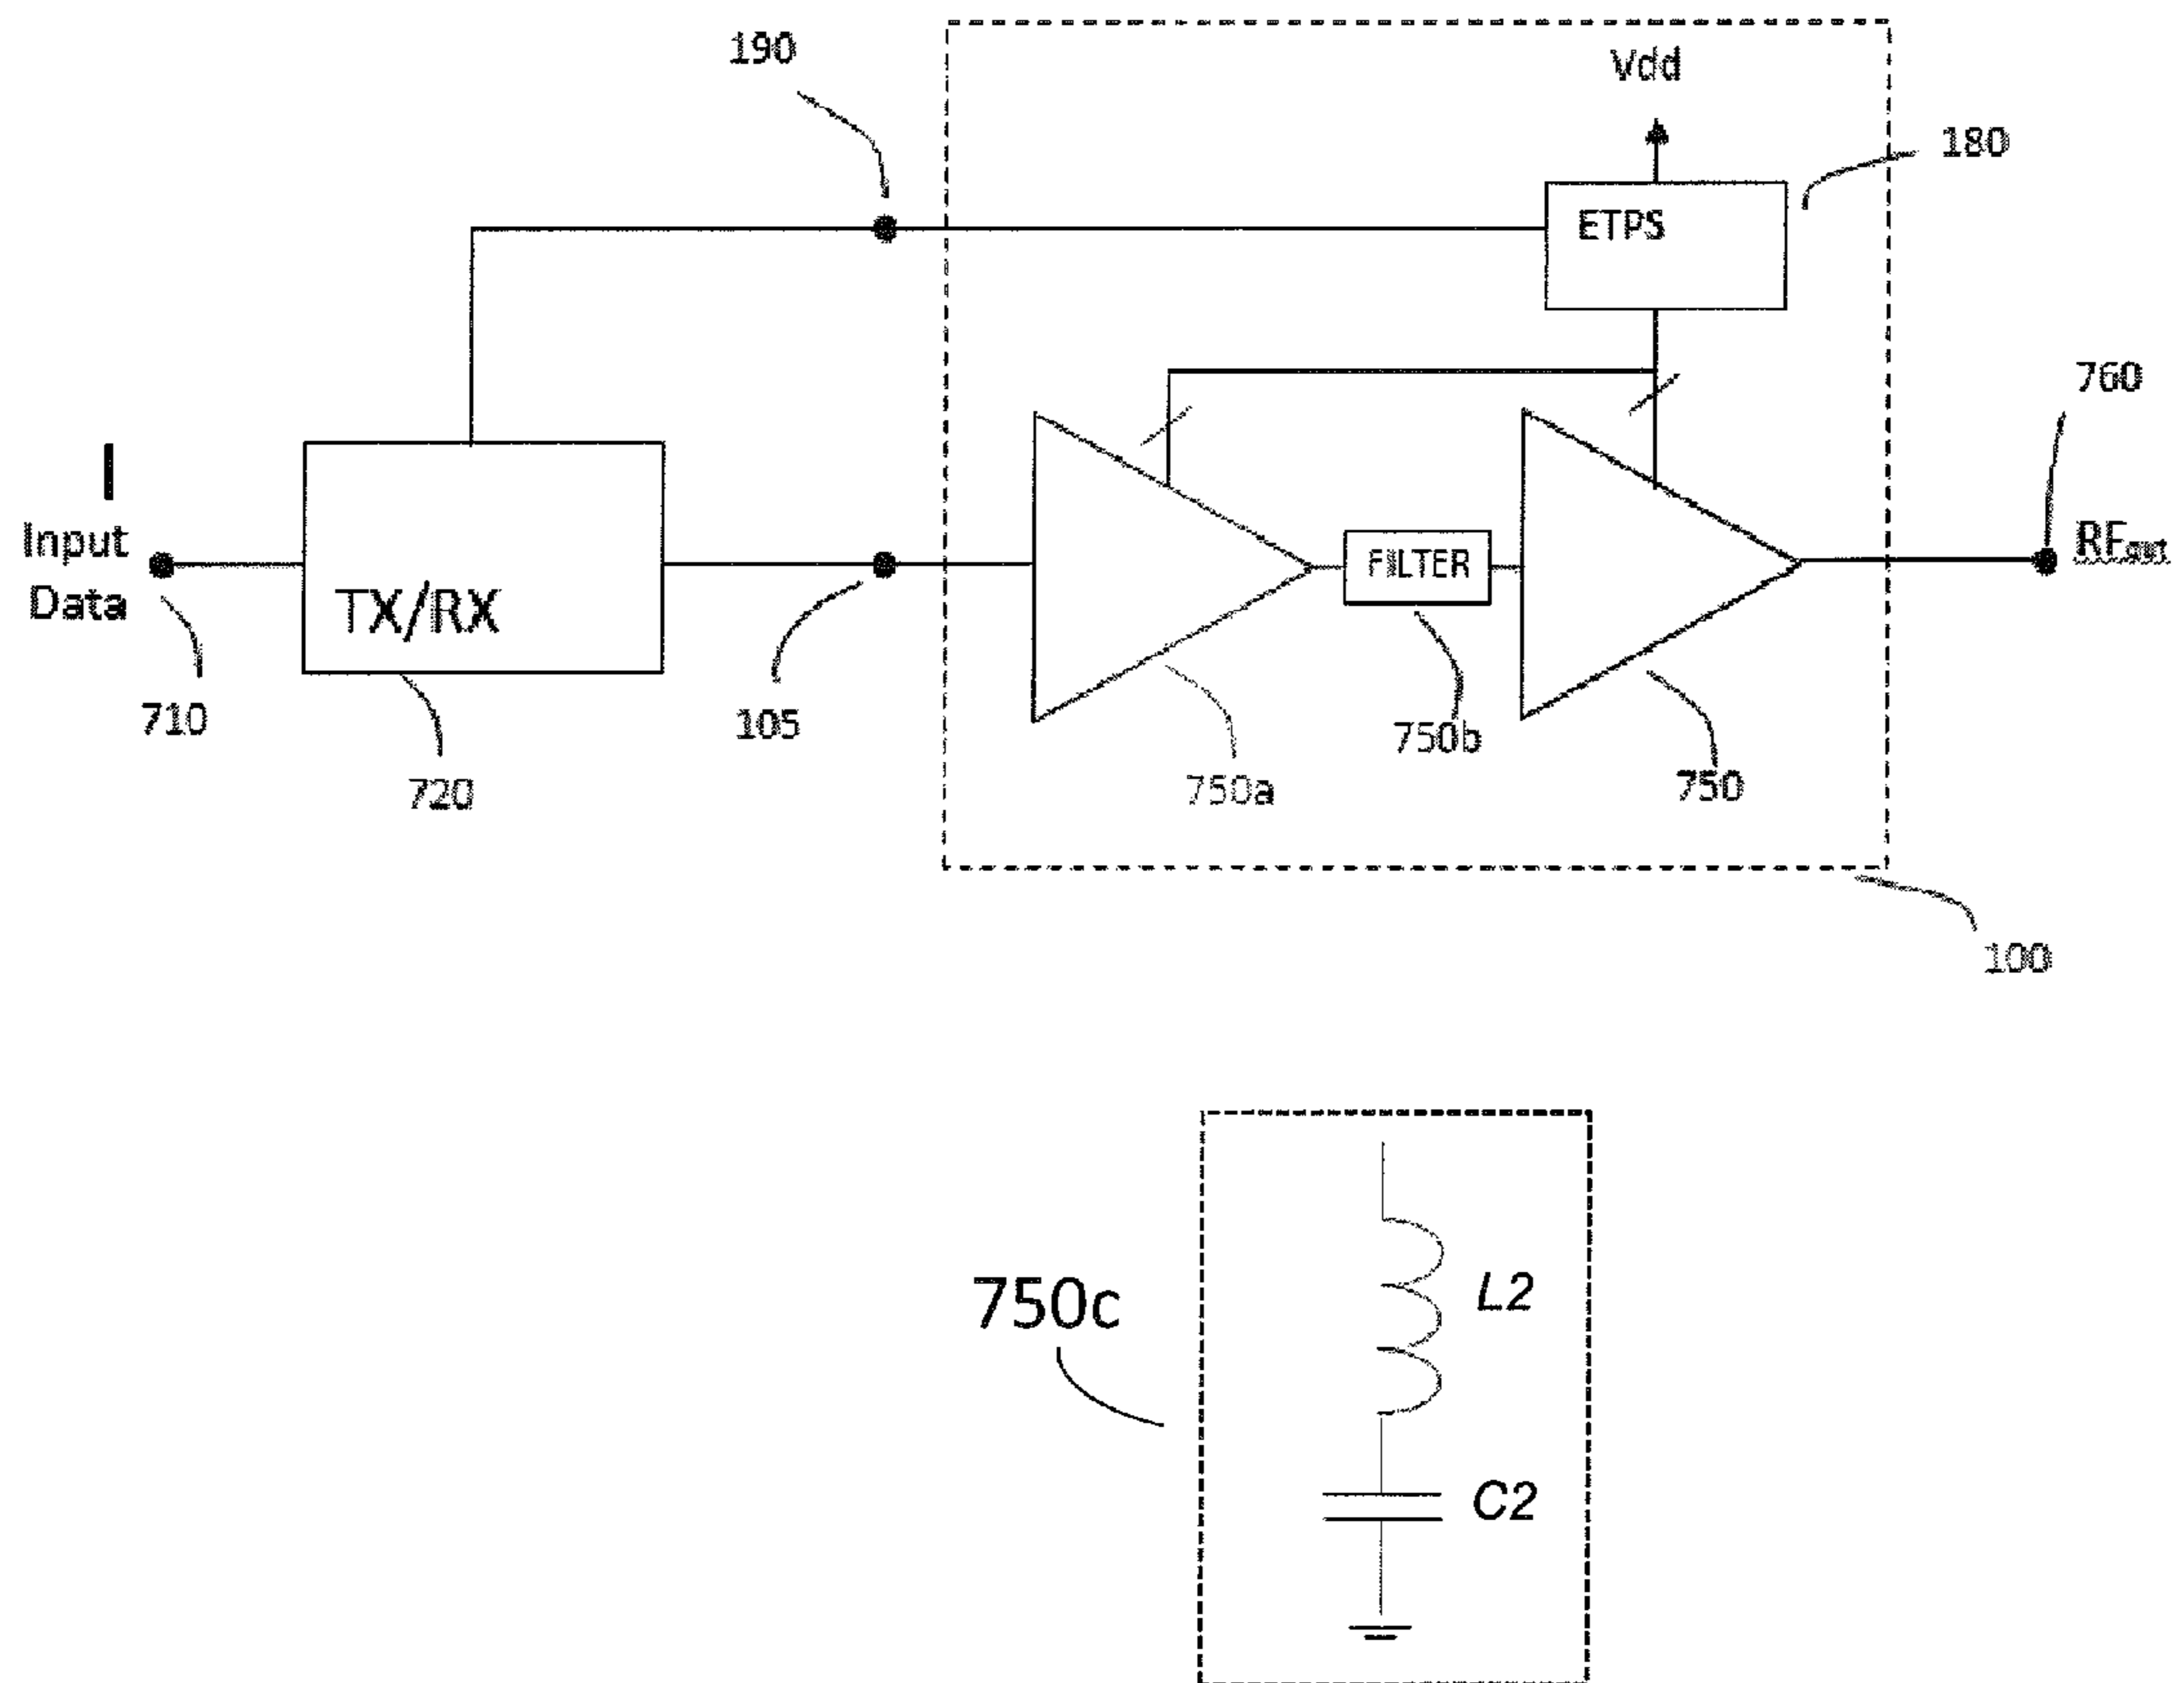 190
Vdd
180
ETPS
760
I
Input
Data
TX/RX
FILTER
RFout
710
105
750b
720
750a
750
100
750c
L2
C2